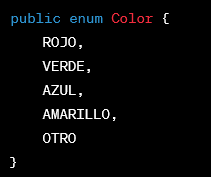 public enum Color {
    ROJO,
    VERDE,
    AZUL,
    AMARILLO,
    OTRO
}